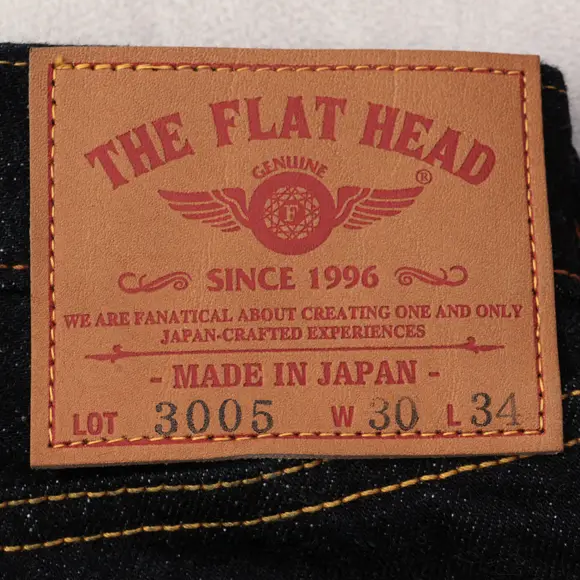 THE FLAT HEAD
GENUINE
F
®
SINCE 1996
WE ARE FANATICAL ABOUT CREATING ONE AND ONLY
JAPAN-CRAFTED EXPERIENCES
- MADE IN JAPAN -
LOT 3005 W 30 L 34